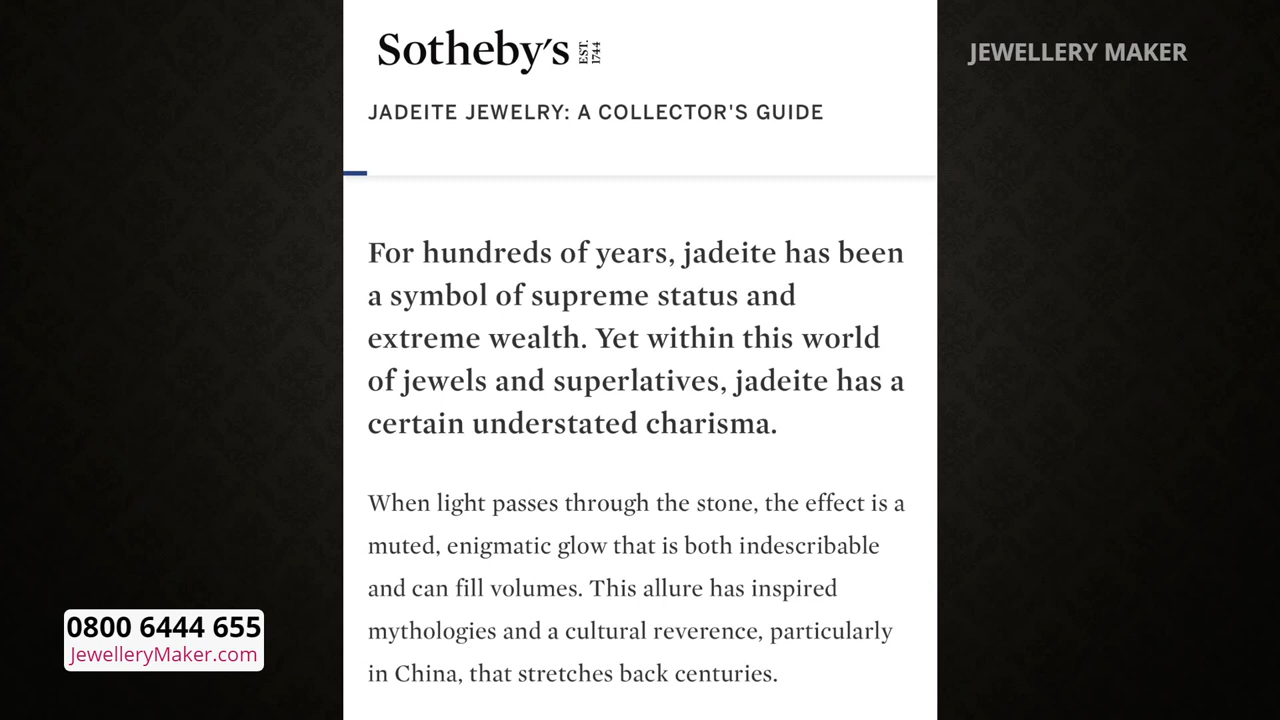 Sotheby's EST. 1744
JEWELLERY MAKER
JADEITE JEWELRY: A COLLECTOR'S GUIDE
For hundreds of years, jadeite has been
a symbol of supreme status and
extreme wealth. Yet within this world
of jewels and superlatives, jadeite has a
certain understated charisma.
When light passes through the stone, the effect is a
muted, enigmatic glow that is both indescribable
and can fill volumes. This allure has inspired
mythologies and a cultural reverence, particularly
in China, that stretches back centuries.
0800 6444 655
JewelleryMaker.com